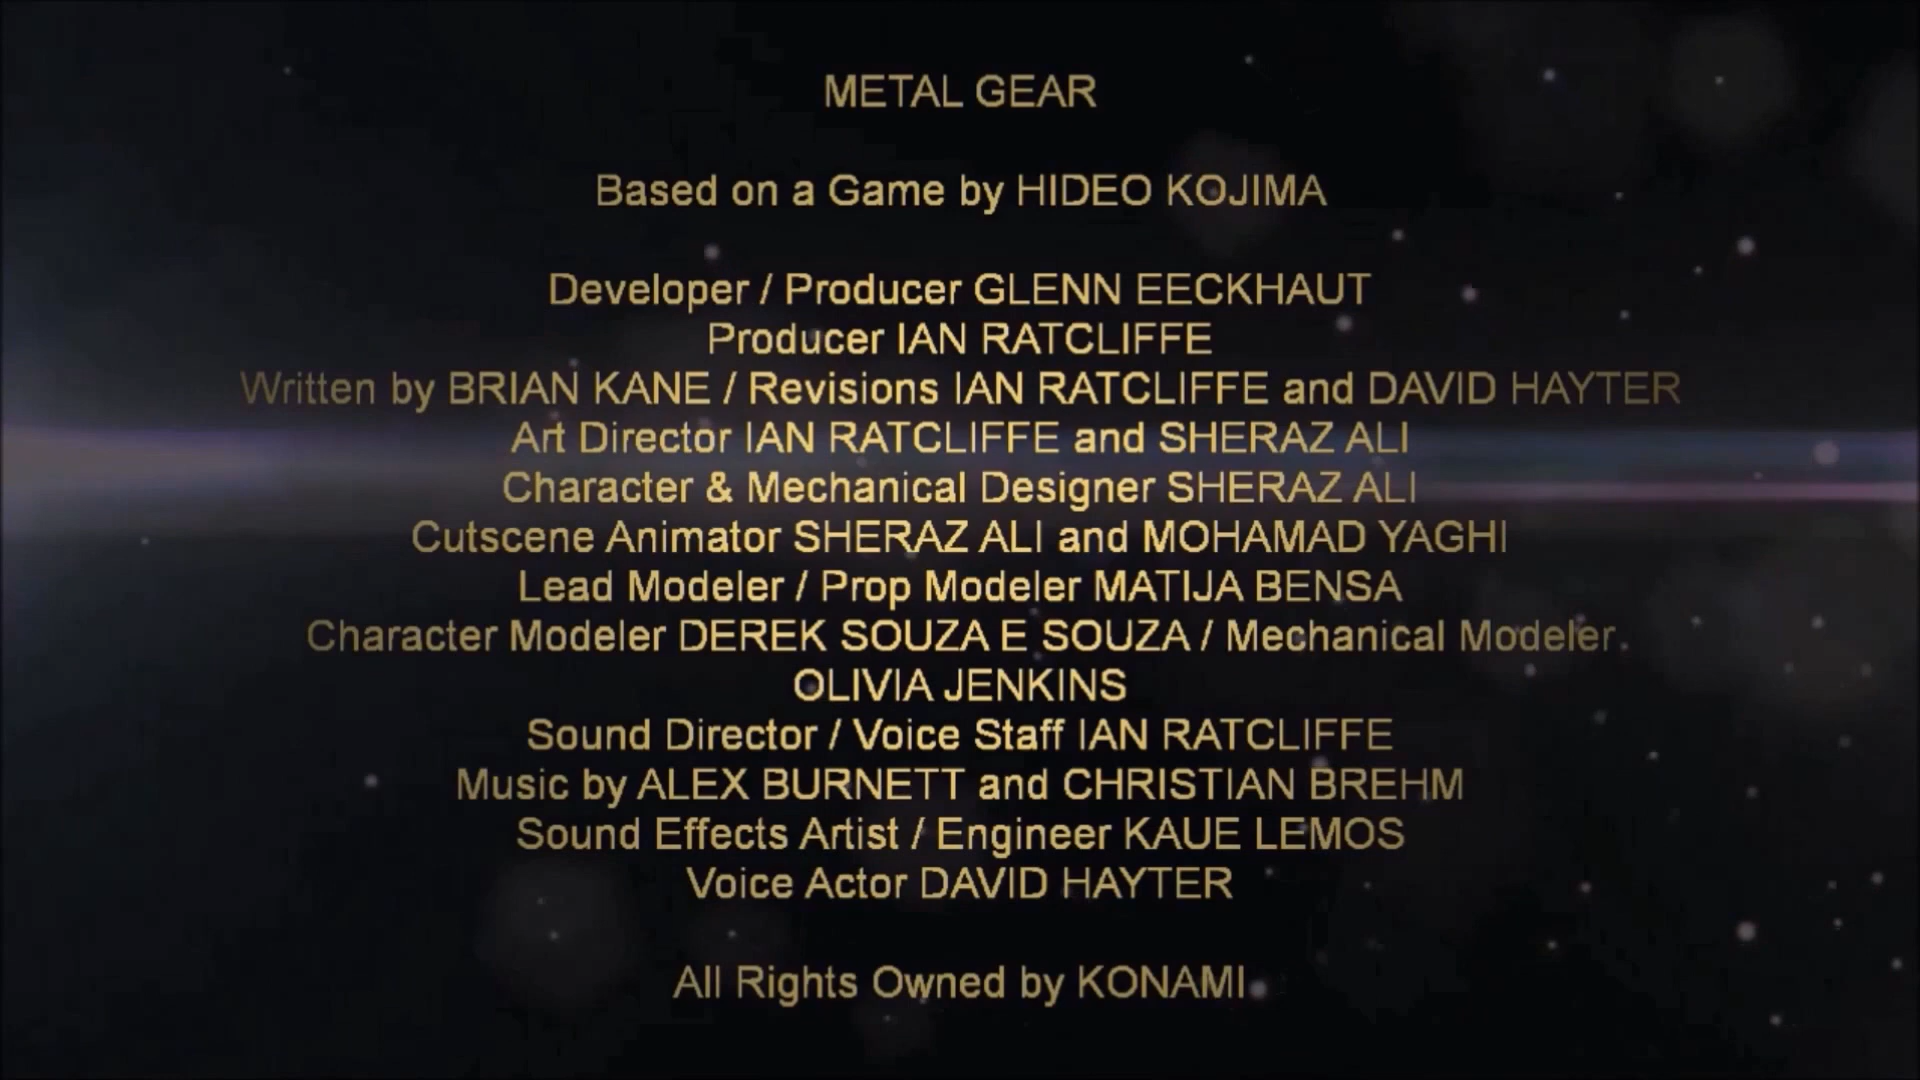 METAL GEAR
Based on a Game by HIDEO KOJIMA
Developer / Producer GLENN EECKHAUT
Producer IAN RATCLIFFE
Written by BRIAN KANE / Revisions IAN RATCLIFFE and DAVID HAYTER
Art Director IAN RATCLIFFE and SHERAZ ALI
Character & Mechanical Designer SHERAZ ALI
Cutscene Animator SHERAZ ALI and MOHAMAD YAGHI
Lead Modeler / Prop Modeler MATIJA BENSA
Character Modeler DEREK SOUZA E SOUZA / Mechanical Modeler
OLIVIA JENKINS
Sound Director / Voice Staff IAN RATCLIFFE
Music by ALEX BURNETT and CHRISTIAN BREHM
Sound Effects Artist / Engineer KAUE LEMOS
Voice Actor DAVID HAYTER
All Rights Owned by KONAMI